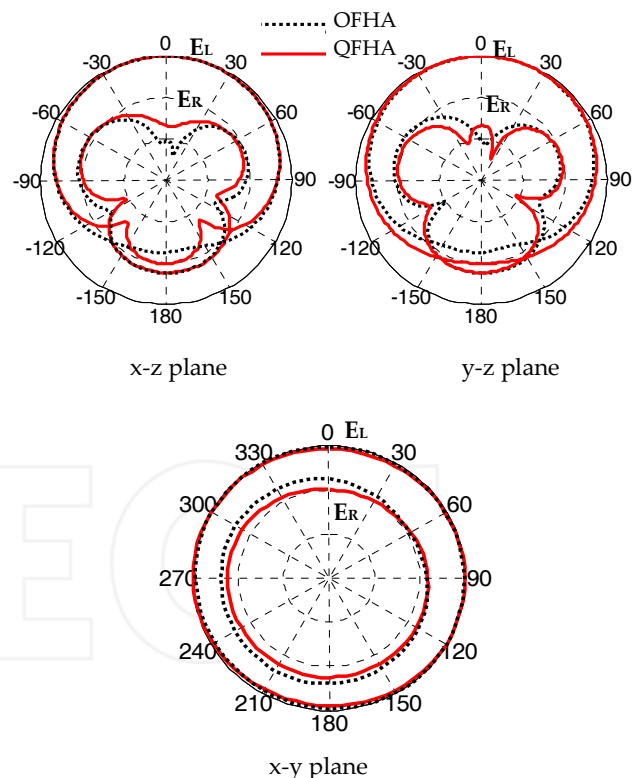 OFHA
QFHA
0 EL
-30 30
ER
-60 60
-90 90
-120 120
-150 150
180
x-z plane
0 EL
-30 30
ER
-60 60
-90 90
-120 120
-150 150
180
y-z plane
0 EL
330 30
300 60
ER
270 90
240 120
210 150
180
x-y plane